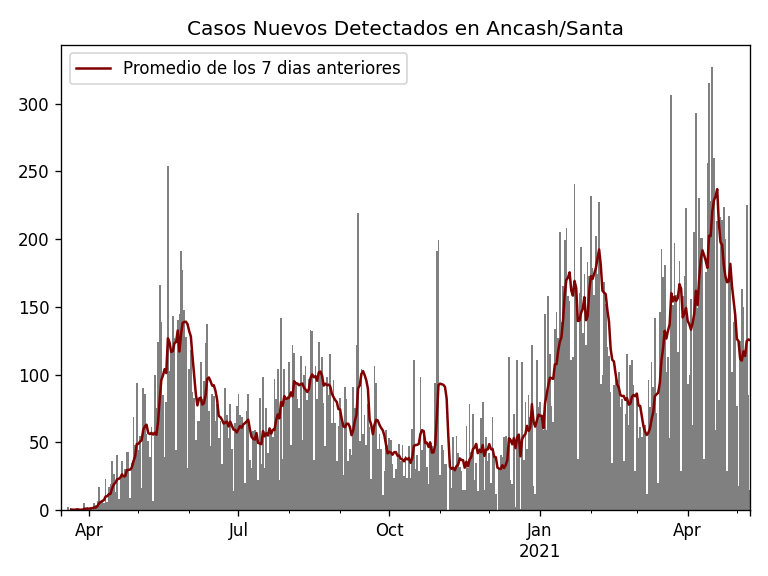 Casos Nuevos Detectados en Ancash/Santa
Promedio de los 7 dias anteriores
300
250
200
150
100
50
0
Apr Jul Oct Jan Apr
2021